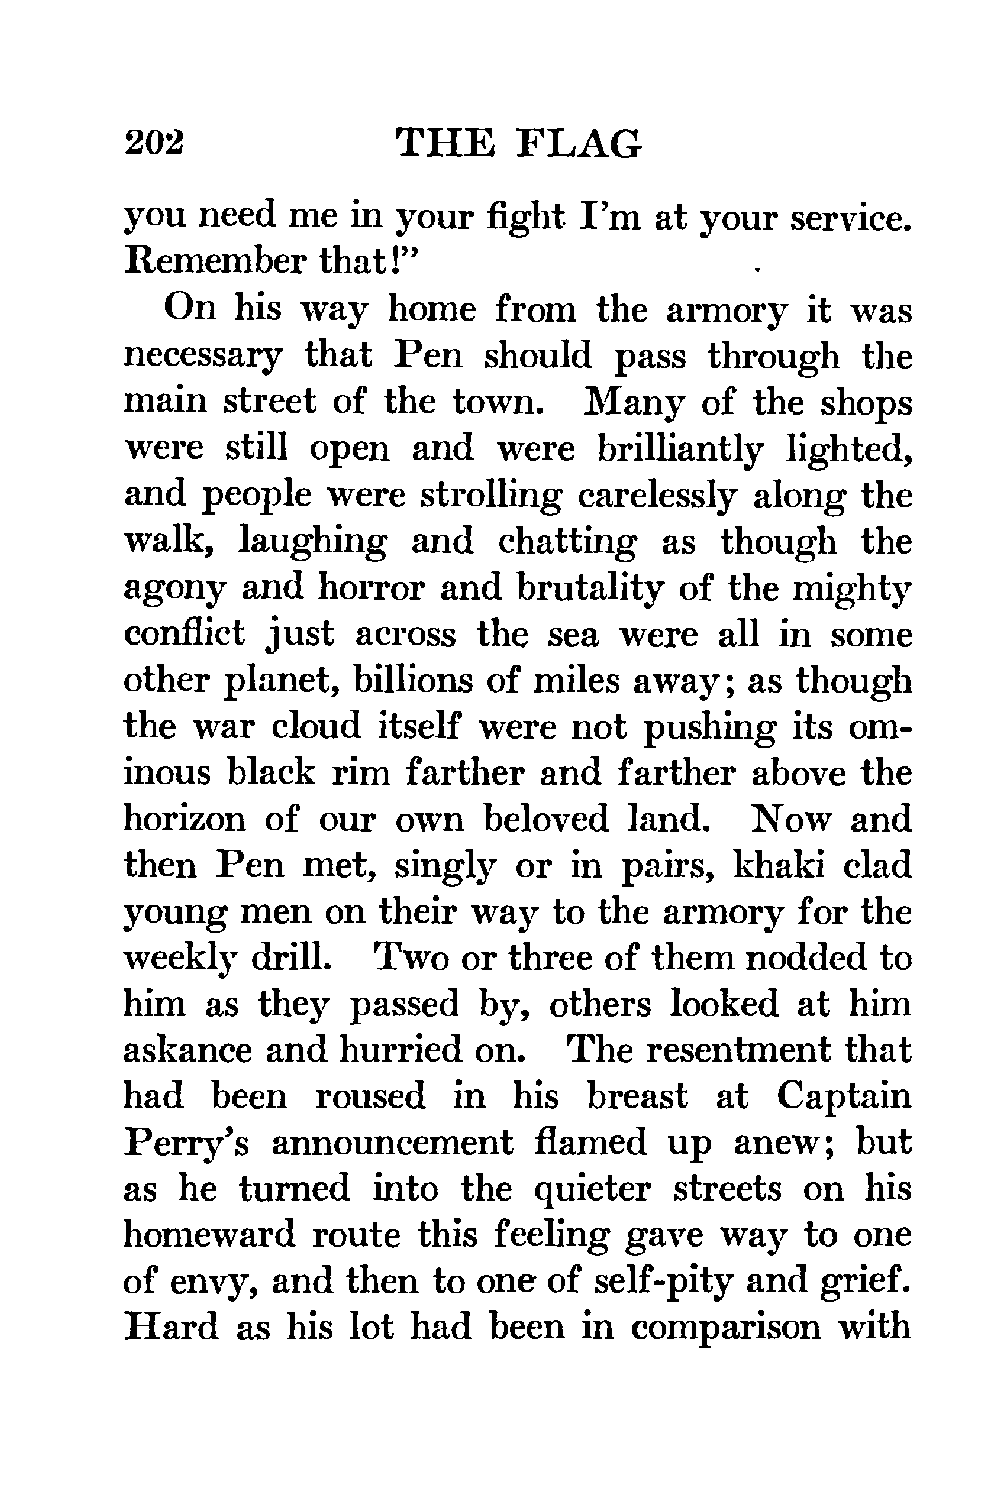 202 THE FLAG
you need me in your fight I'm at your service.
Remember that!"
On his way home from the armory it was
necessary that Pen should pass through the
main street of the town. Many of the shops
were still open and were brilliantly lighted,
and people were strolling carelessly along the
walk, laughing and chatting as though the
agony and horror and brutality of the mighty
conflict just across the sea were all in some
other planet, billions of miles away; as though
the war cloud itself were not pushing its om-
inous black rim farther and farther above the
horizon of our own beloved land. Now and
then Pen met, singly or in pairs, khaki clad
young men on their way to the armory for the
weekly drill. Two or three of them nodded to
him as they passed by, others looked at him
askance and hurried on. The resentment that
had been roused in his breast at Captain
Perry's announcement flamed up anew; but
as he turned into the quieter streets on his
homeward route this feeling gave way to one
of envy, and then to one of self-pity and grief.
Hard as his lot had been in comparison with